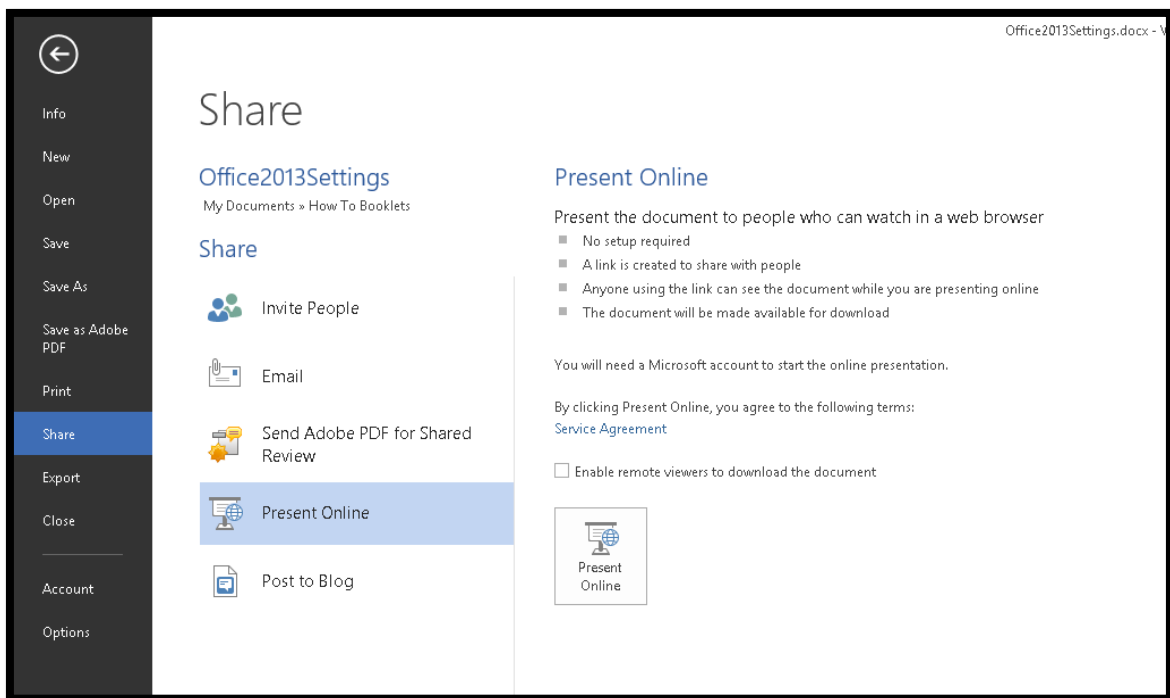 Office2013Settings.docx -
Info
New
Open
Save
Save As
Save as Adobe
PDF
Print
Share
Export
Close
Account
Options
Share
Office2013Settings
My Documents » How To Booklets
Share
Invite People
Email
Send Adobe PDF for Shared
Review
Present Online
Post to Blog
Present Online
Present the document to people who can watch in a web browser
No setup required
A link is created to share with people
Anyone using the link can see the document while you are presenting online
The document will be made available for download
You will need a Microsoft account to start the online presentation.
By clicking Present Online, you agree to the following terms:
Service Agreement
Enable remote viewers to download the document
Present
Online